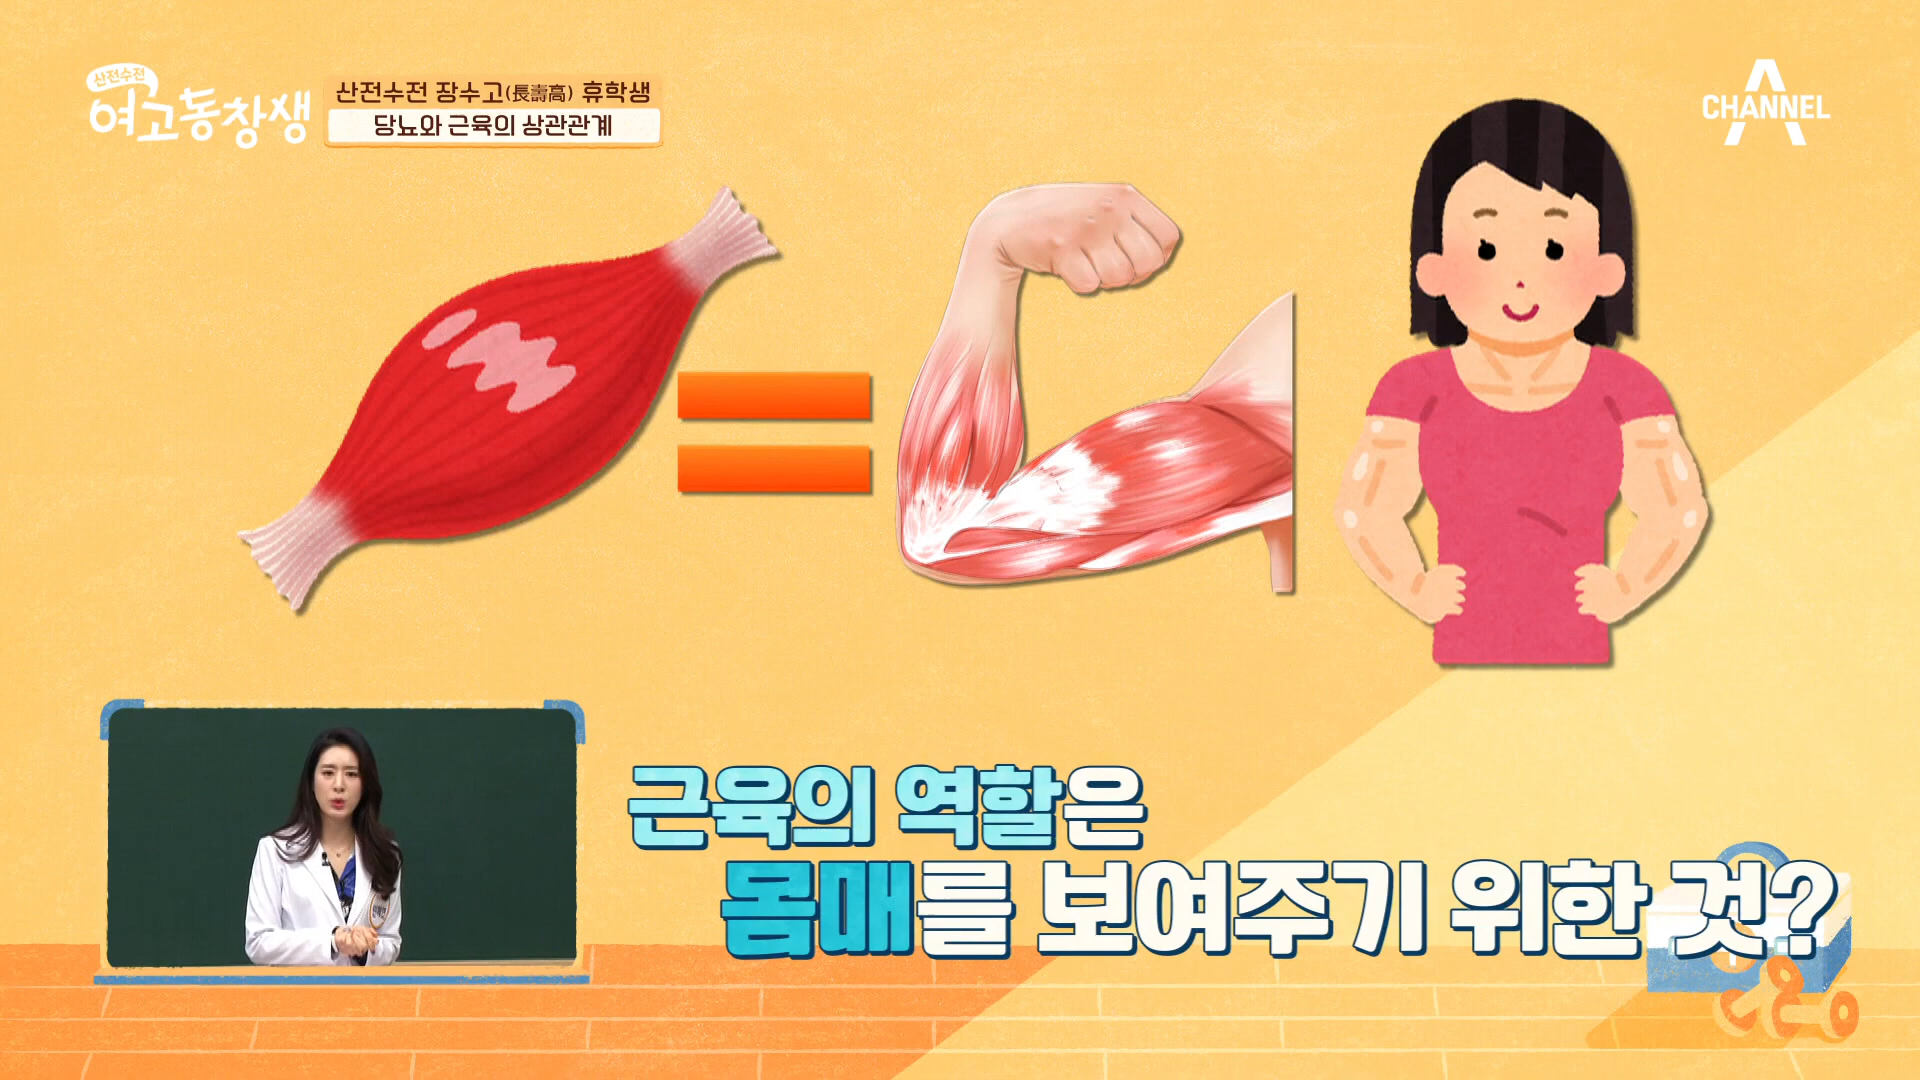 산전수전
여고동창생
산전수전 장수고(長壽高) 휴학생
당뇨와 근육의 상관관계
CHANNEL A
근육의 역할은
몸매를 보여주기 위한 것?